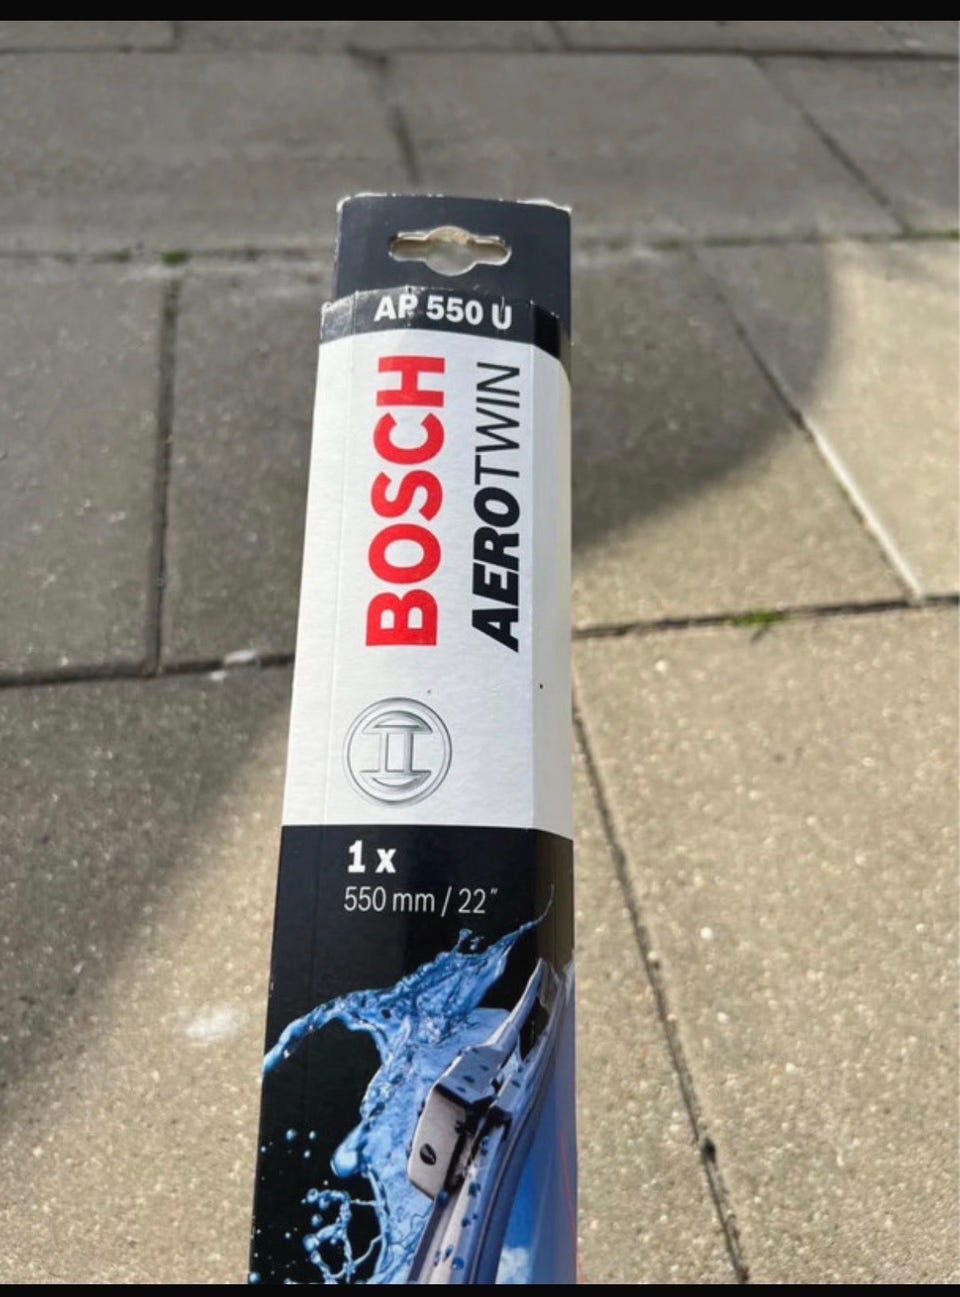 AP 550 U
BOSCH
AEROTWIN
1 x
550 mm / 22"